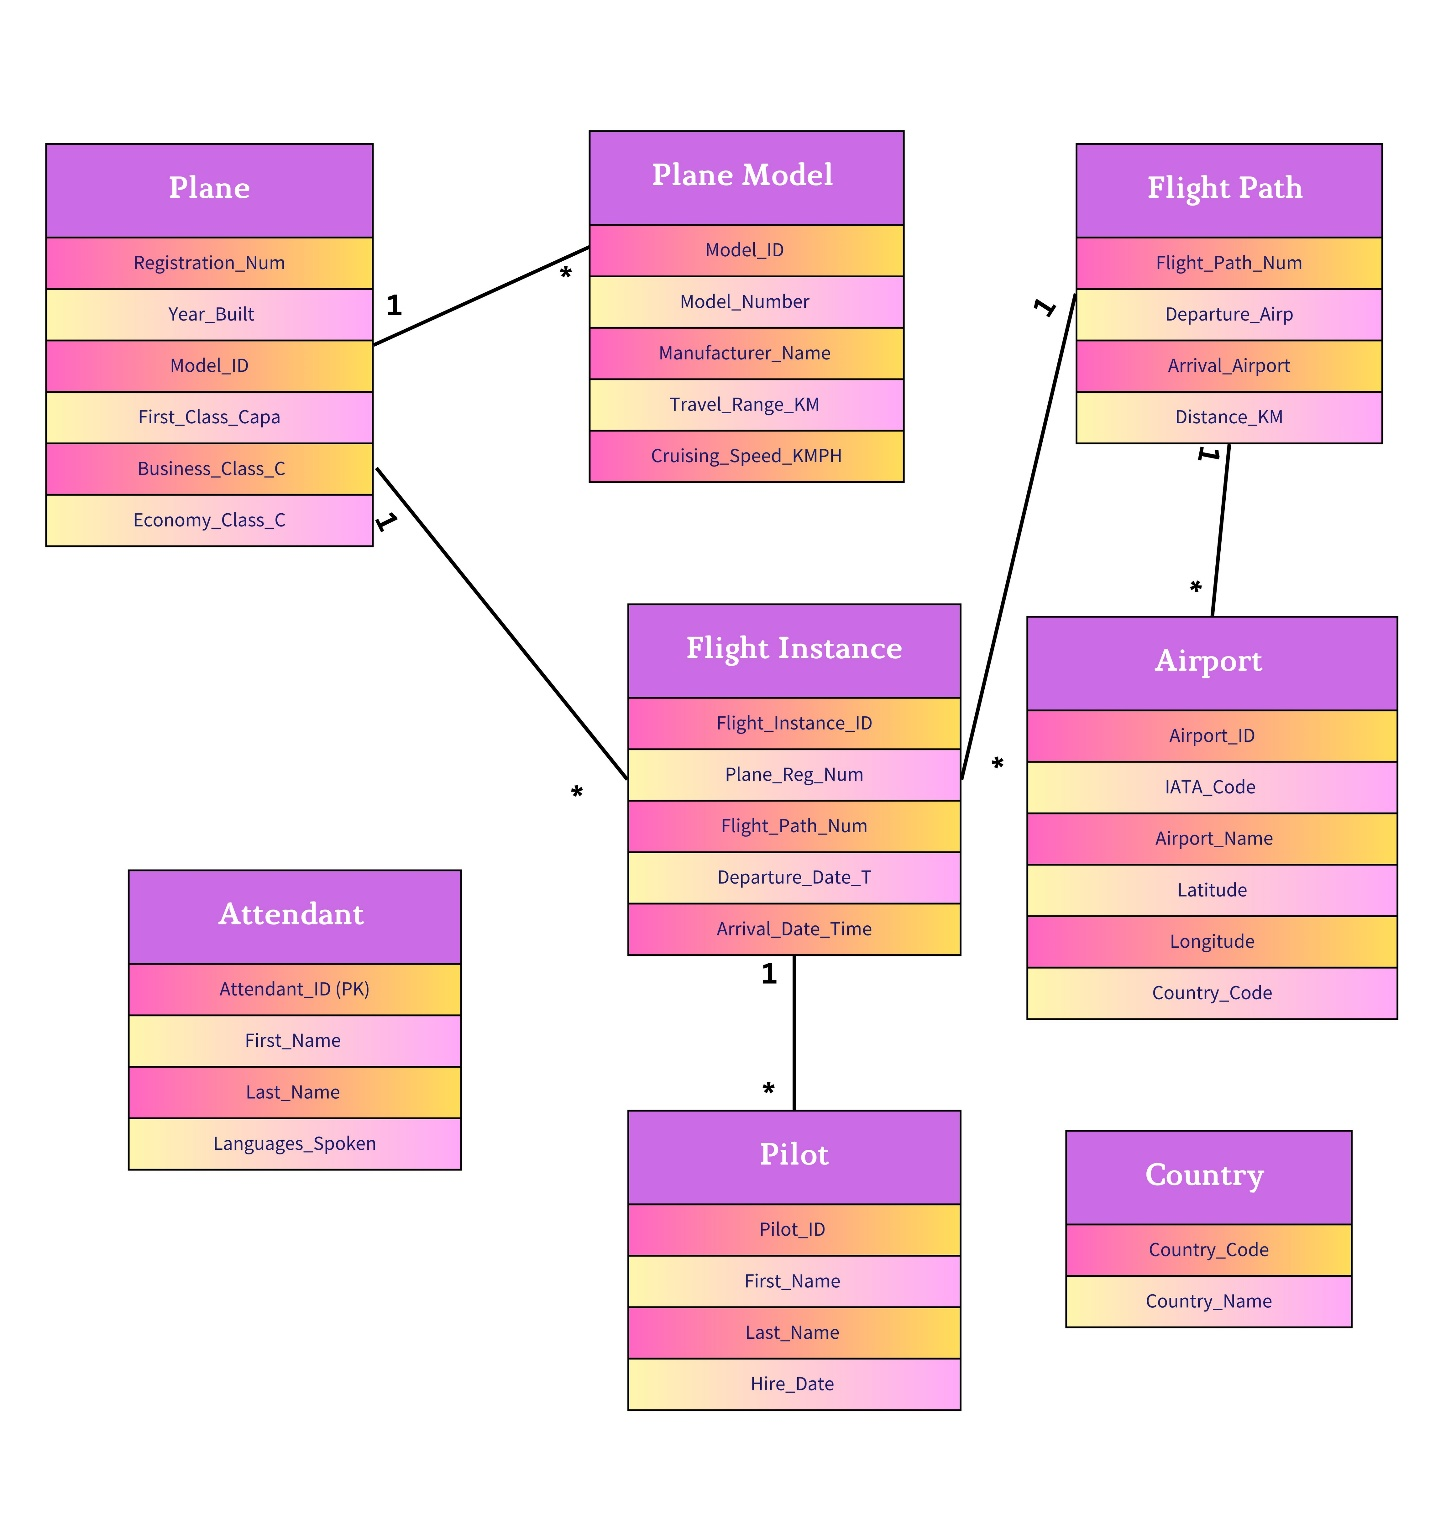 Plane
Registration_Num
Year_Built
Model_ID
First_Class_Capa
Business_Class_C
Economy_Class_C
1
*
Plane Model
Model_ID
Model_Number
Manufacturer_Name
Travel_Range_KM
Cruising_Speed_KMPH
Flight Path
Flight_Path_Num
Departure_Airp
Arrival_Airport
Distance_KM
1
1
1
*
*
*
Flight Instance
Flight_Instance_ID
Plane_Reg_Num
Flight_Path_Num
Departure_Date_T
Arrival_Date_Time
Airport
Airport_ID
IATA_Code
Airport_Name
Latitude
Longitude
Country_Code
Attendant
Attendant_ID (PK)
First_Name
Last_Name
Languages_Spoken
1
*
Pilot
Pilot_ID
First_Name
Last_Name
Hire_Date
Country
Country_Code
Country_Name